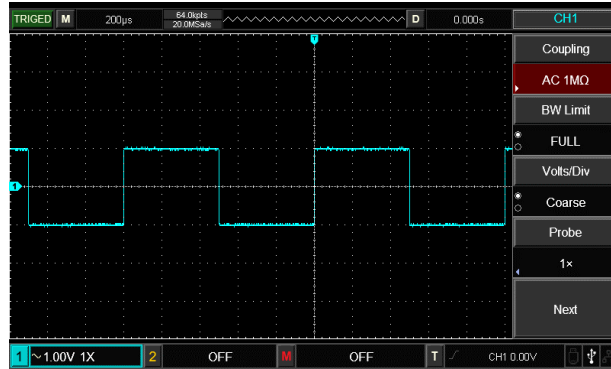 TRIGED M 200μs 64.0kpts D 0.000s CH1
20.0MSa/s
T
Coupling
AC 1MΩ
BW Limit
FULL
Volts/Div
1
Coarse
Probe
1×
Next
1 ~1.00V 1X 2 OFF M OFF T CH1 0.00V